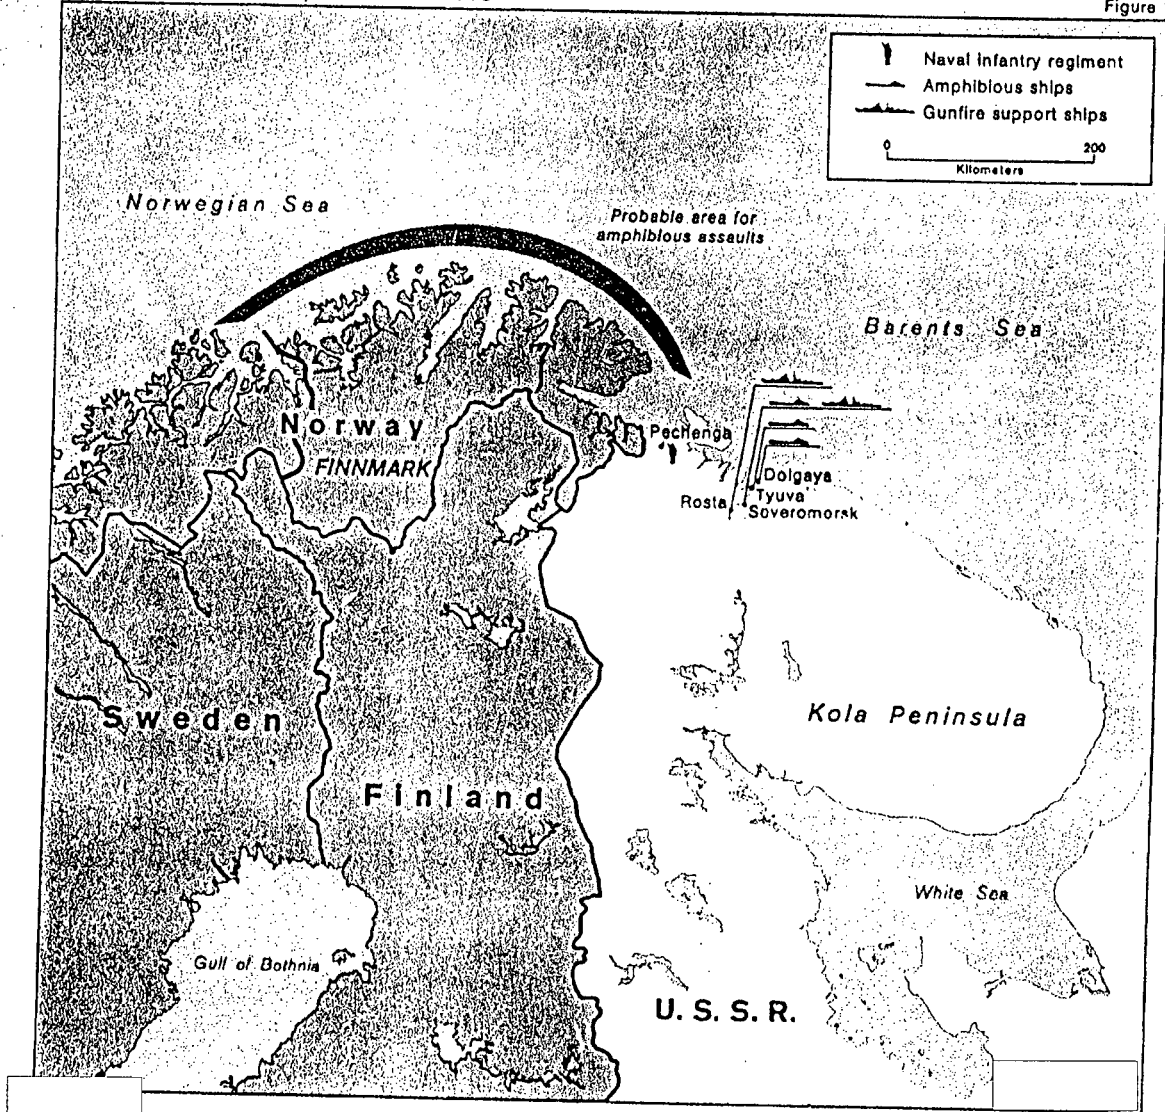 Figure
Naval Infantry regiment
Amphibious ships
Gunfire support ships
0 200
Kilometers
Norwegian Sea
Probable area for
amphibious assaults
Barents Sea
Norway
FINNMARK
Pechenga
Dolgaya
Rosta
Tyuva
Severomorsk
Sweden
Kola Peninsula
Finland
White Sea
Gulf of Bothnia
U.S.S.R.